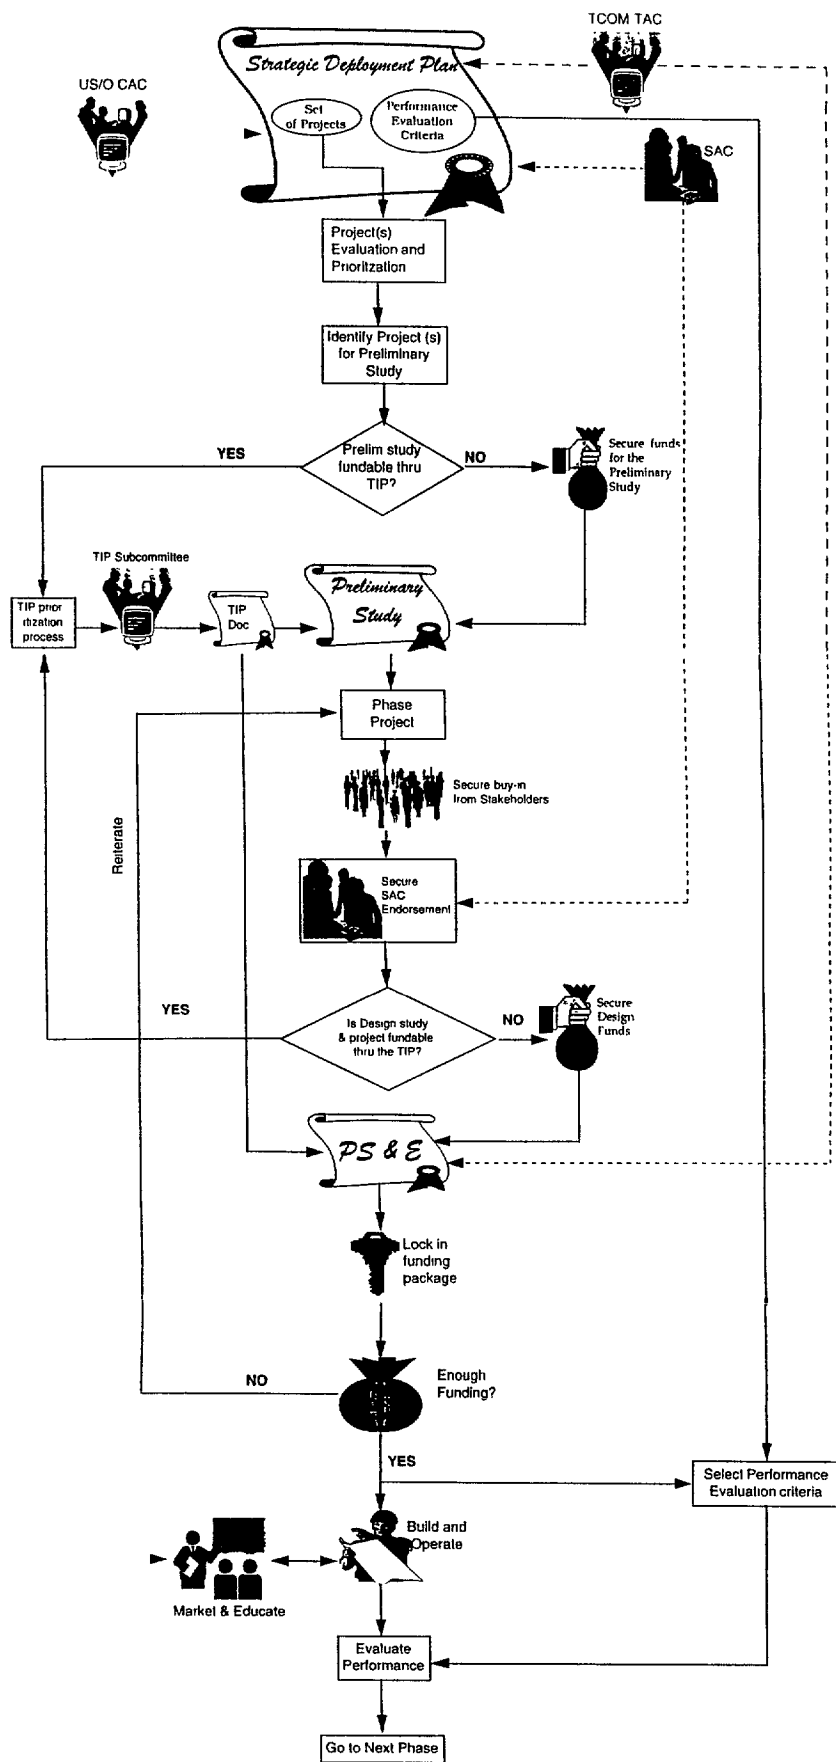 TCOM TAC
Strategic Deployment Plan
US/O CAC
Set
of Projects
Performance
Evaluation
Criteria
SAC
Project(s)
Evaluation and
Prioritzation
Identify Project (s)
for Preliminary
Study
YES
Prelim study
fundable thru
TIP?
NO
Secure funds
for the
Preliminary
Study
TIP Subcommittee
TIP prior
itization
process
TIP
Doc
Preliminary
Study
Phase
Project
Secure buy-in
from Stakeholders
Reiterate
Secure
SAC
Endorsement
YES
Is Design study
& project fundable
thru the TIP?
NO
Secure
Design
Funds
PS & E
Lock in
funding
package
NO
Enough
Funding?
YES
Select Performance
Evaluation criteria
Build and
Operate
Market & Educate
Evaluate
Performance
Go to Next Phase